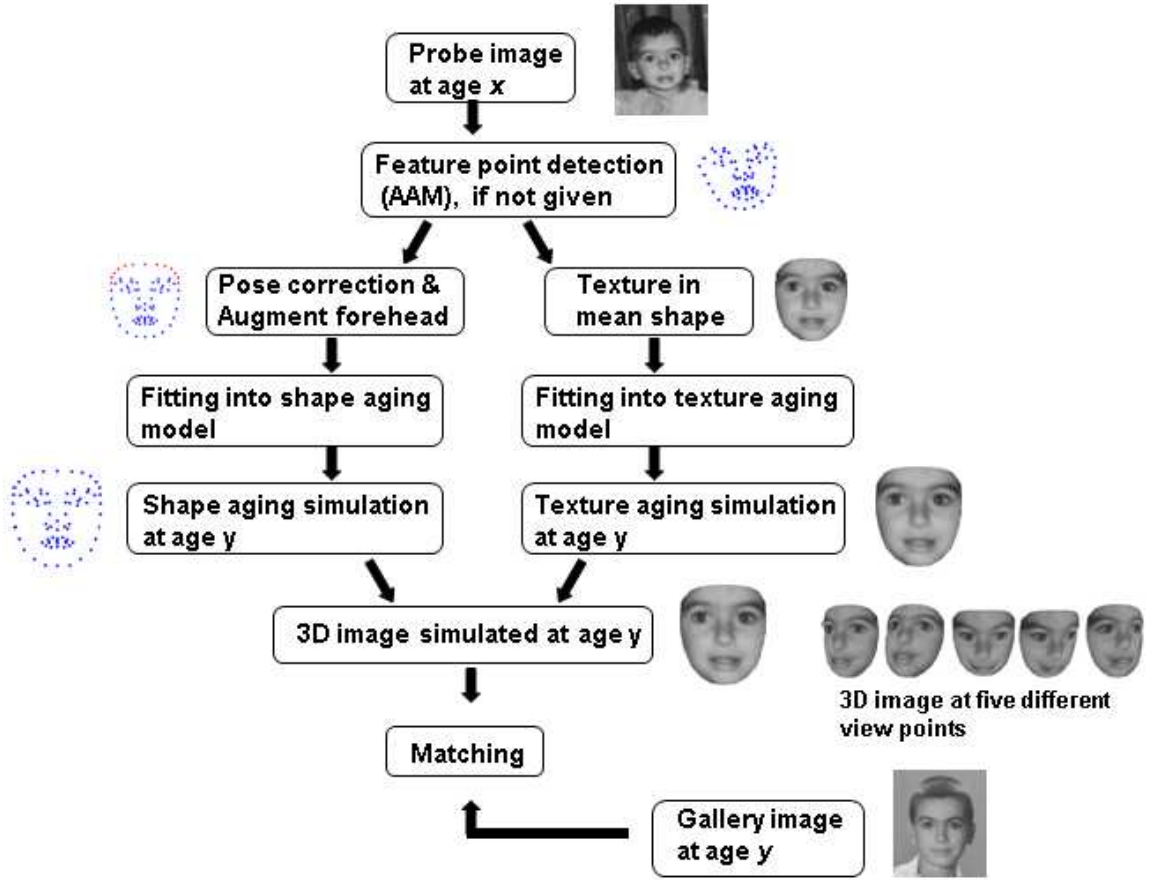 Probe image
at age x
Feature point detection
(AAM), if not given
Pose correction &
Augment forehead
Texture in
mean shape
Fitting into shape aging
model
Fitting into texture aging
model
Shape aging simulation
at age y
Texture aging simulation
at age y
3D image simulated at age y
3D image at five different
view points
Matching
Gallery image
at age y